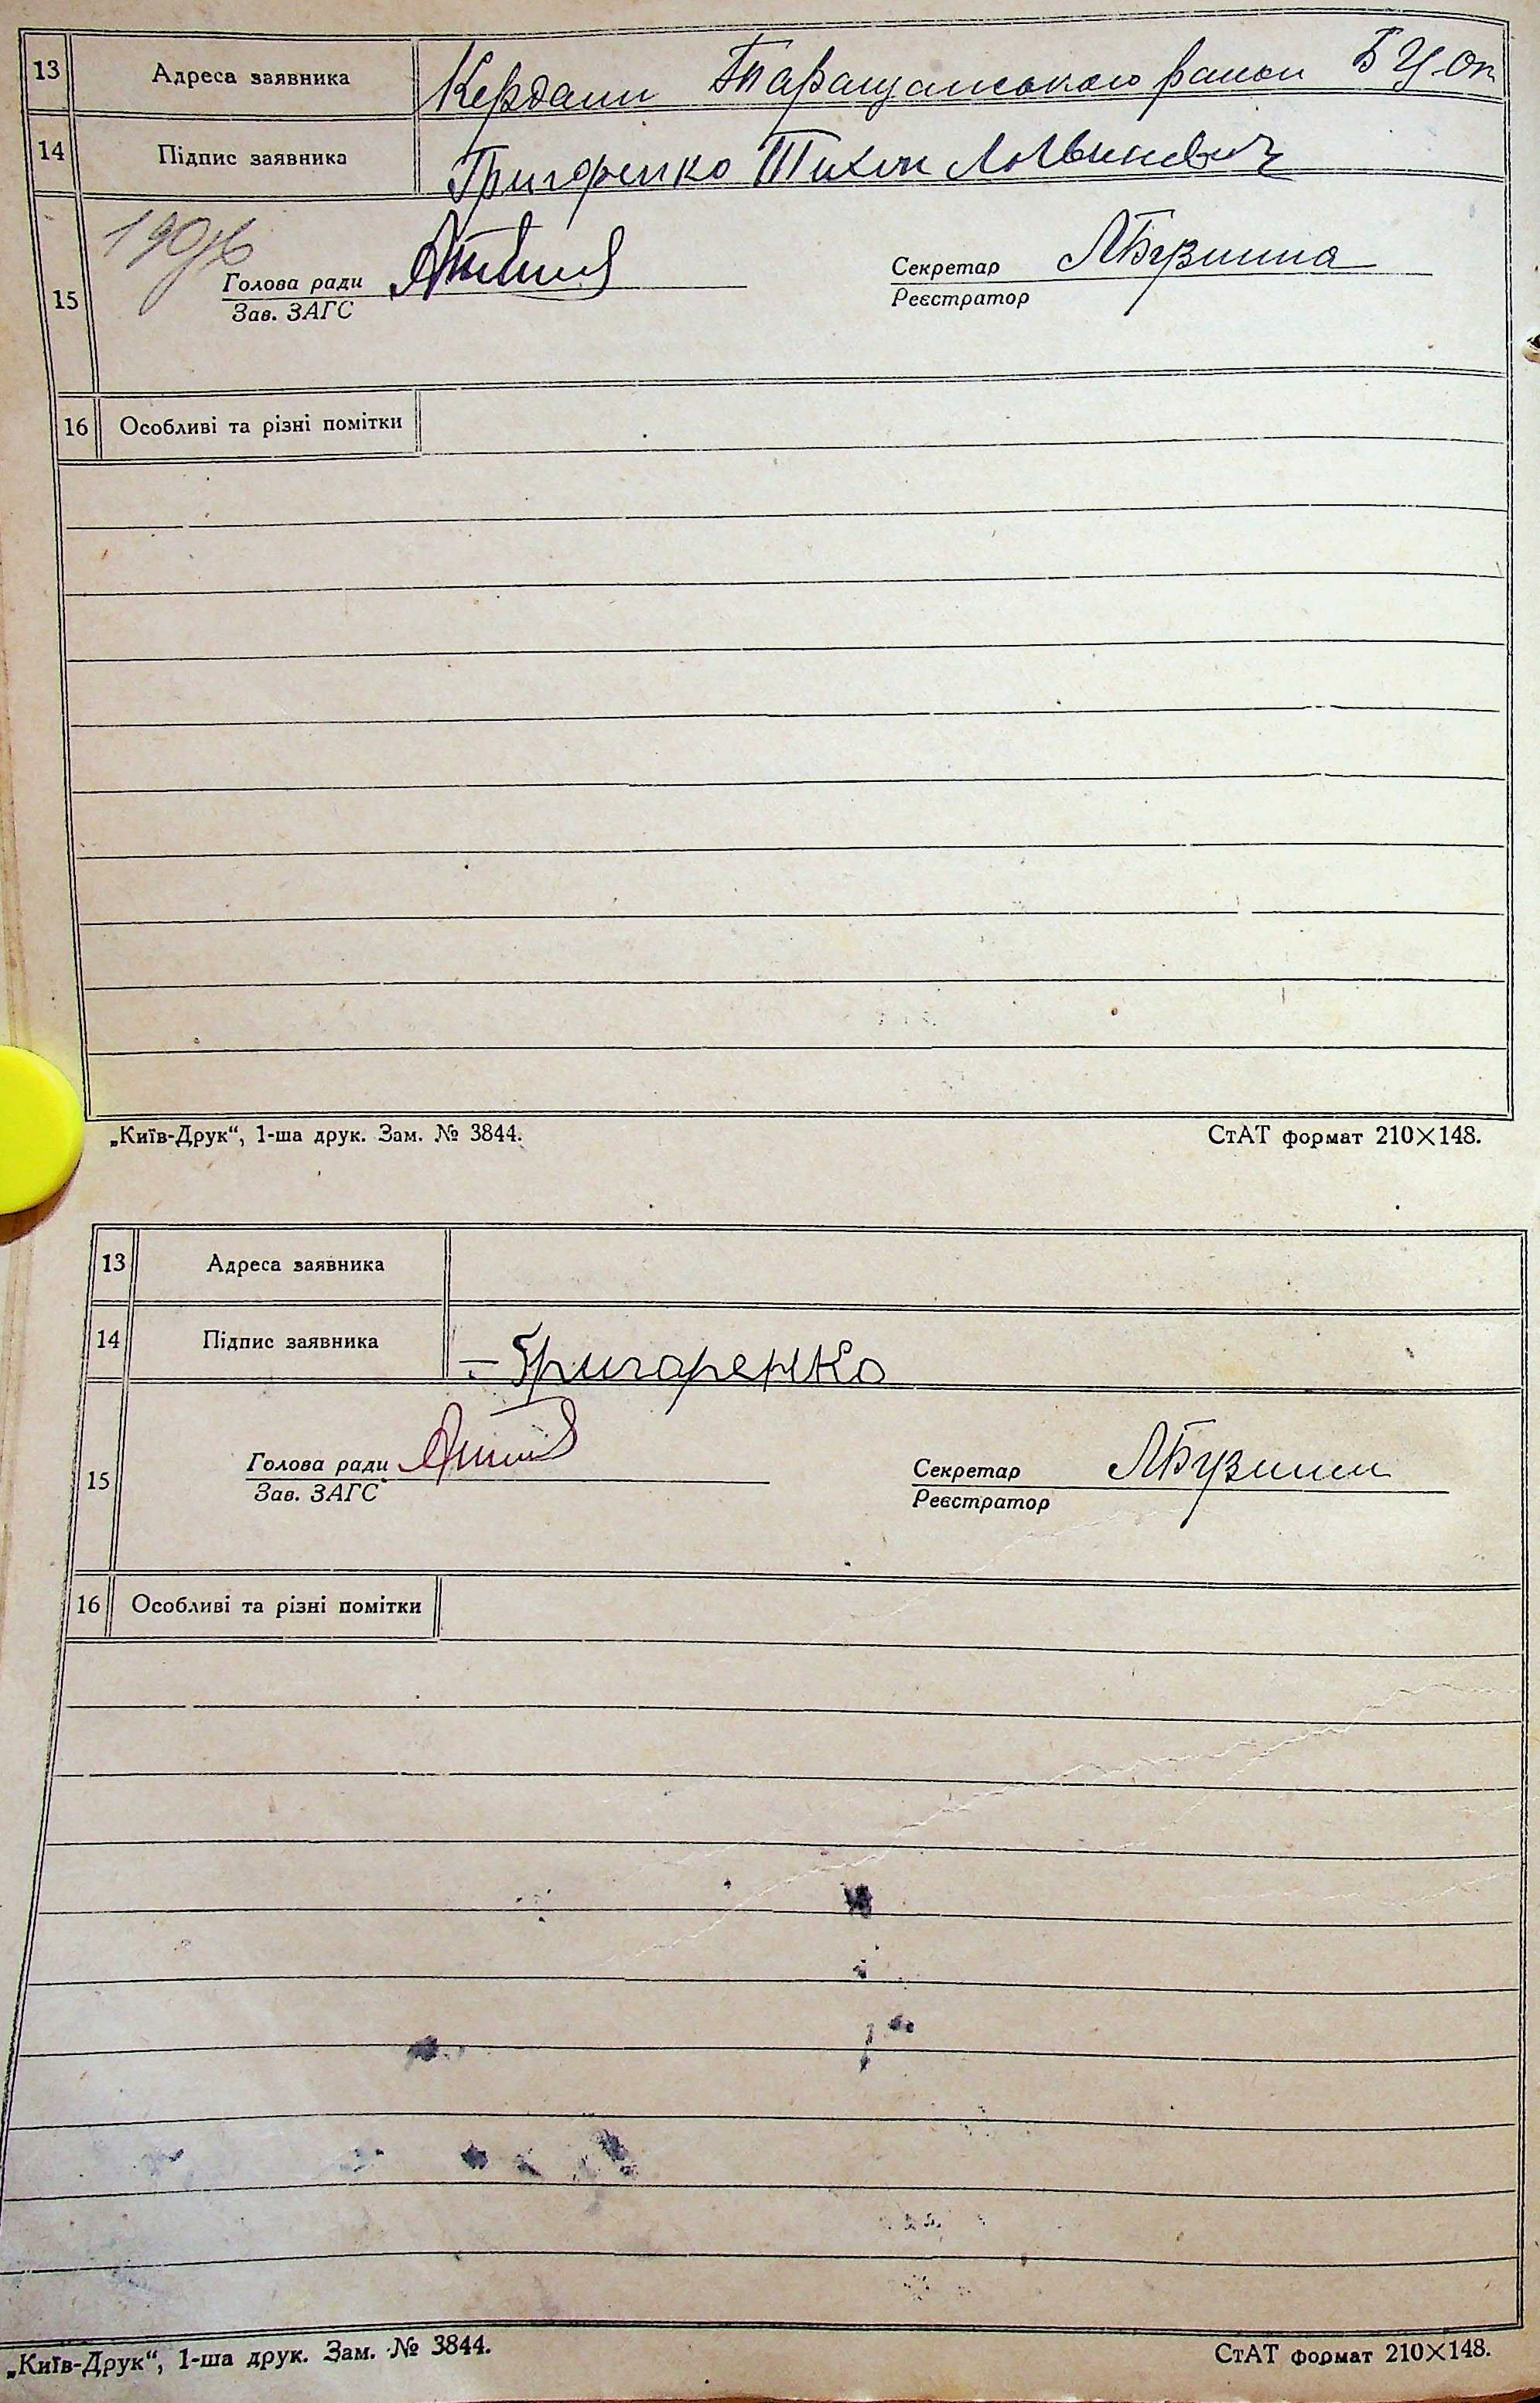 13 Адреса заявника Кердани Таращанського району Б Ц. Ок
14 Підпис заявника Григоренко Тихон
15
Голова ради Секретар ЛБузинна
Зав. ЗАГС Реєстратор
16 Особливі та різні помітки
„Київ-Друк“, 1-ша друк. Зам. № 3844. СтАТ формат 210×148.
13 Адреса заявника
14 Підпис заявника – Григоренко
15
Голова ради Секретар
Зав. ЗАГС Реєстратор
16 Особливі та різні помітки
„Київ-Друк“, 1-ша друк. Зам. № 3844. СтАТ формат 210×148.